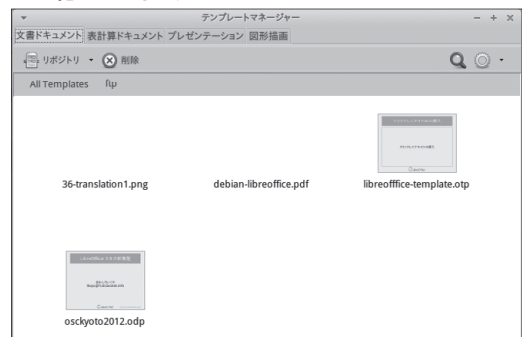 テンプレートマネージャー
文書ドキュメント 表計算ドキュメント プレゼンテーション 図形描画
リポジトリ 削除
All Templates
36-translation1.png debian-libreoffice.pdf libreofffice-template.otp
osckyoto2012.odp